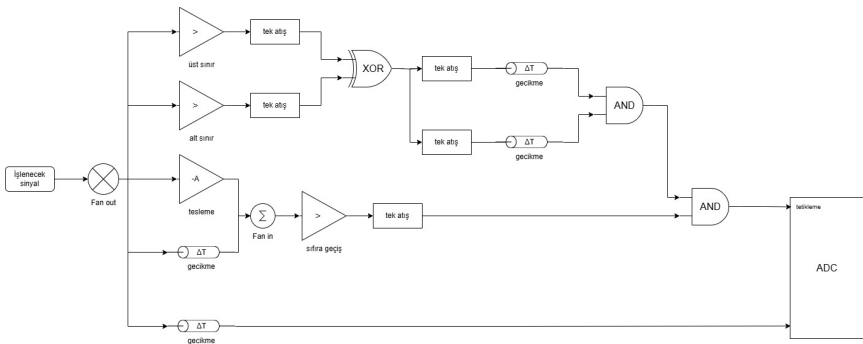 >
tek atış
üst sınır
XOR
tek atış
ΔT
gecikme
>
tek atış
alt sınır
AND
tek atış
ΔT
gecikme
İşlenecek
sinyal
Fan out
-A
tesleme
Σ
Fan in
>
sıfıra geçiş
tek atış
AND
tetikleme
ADC
ΔT
gecikme
ΔT
gecikme